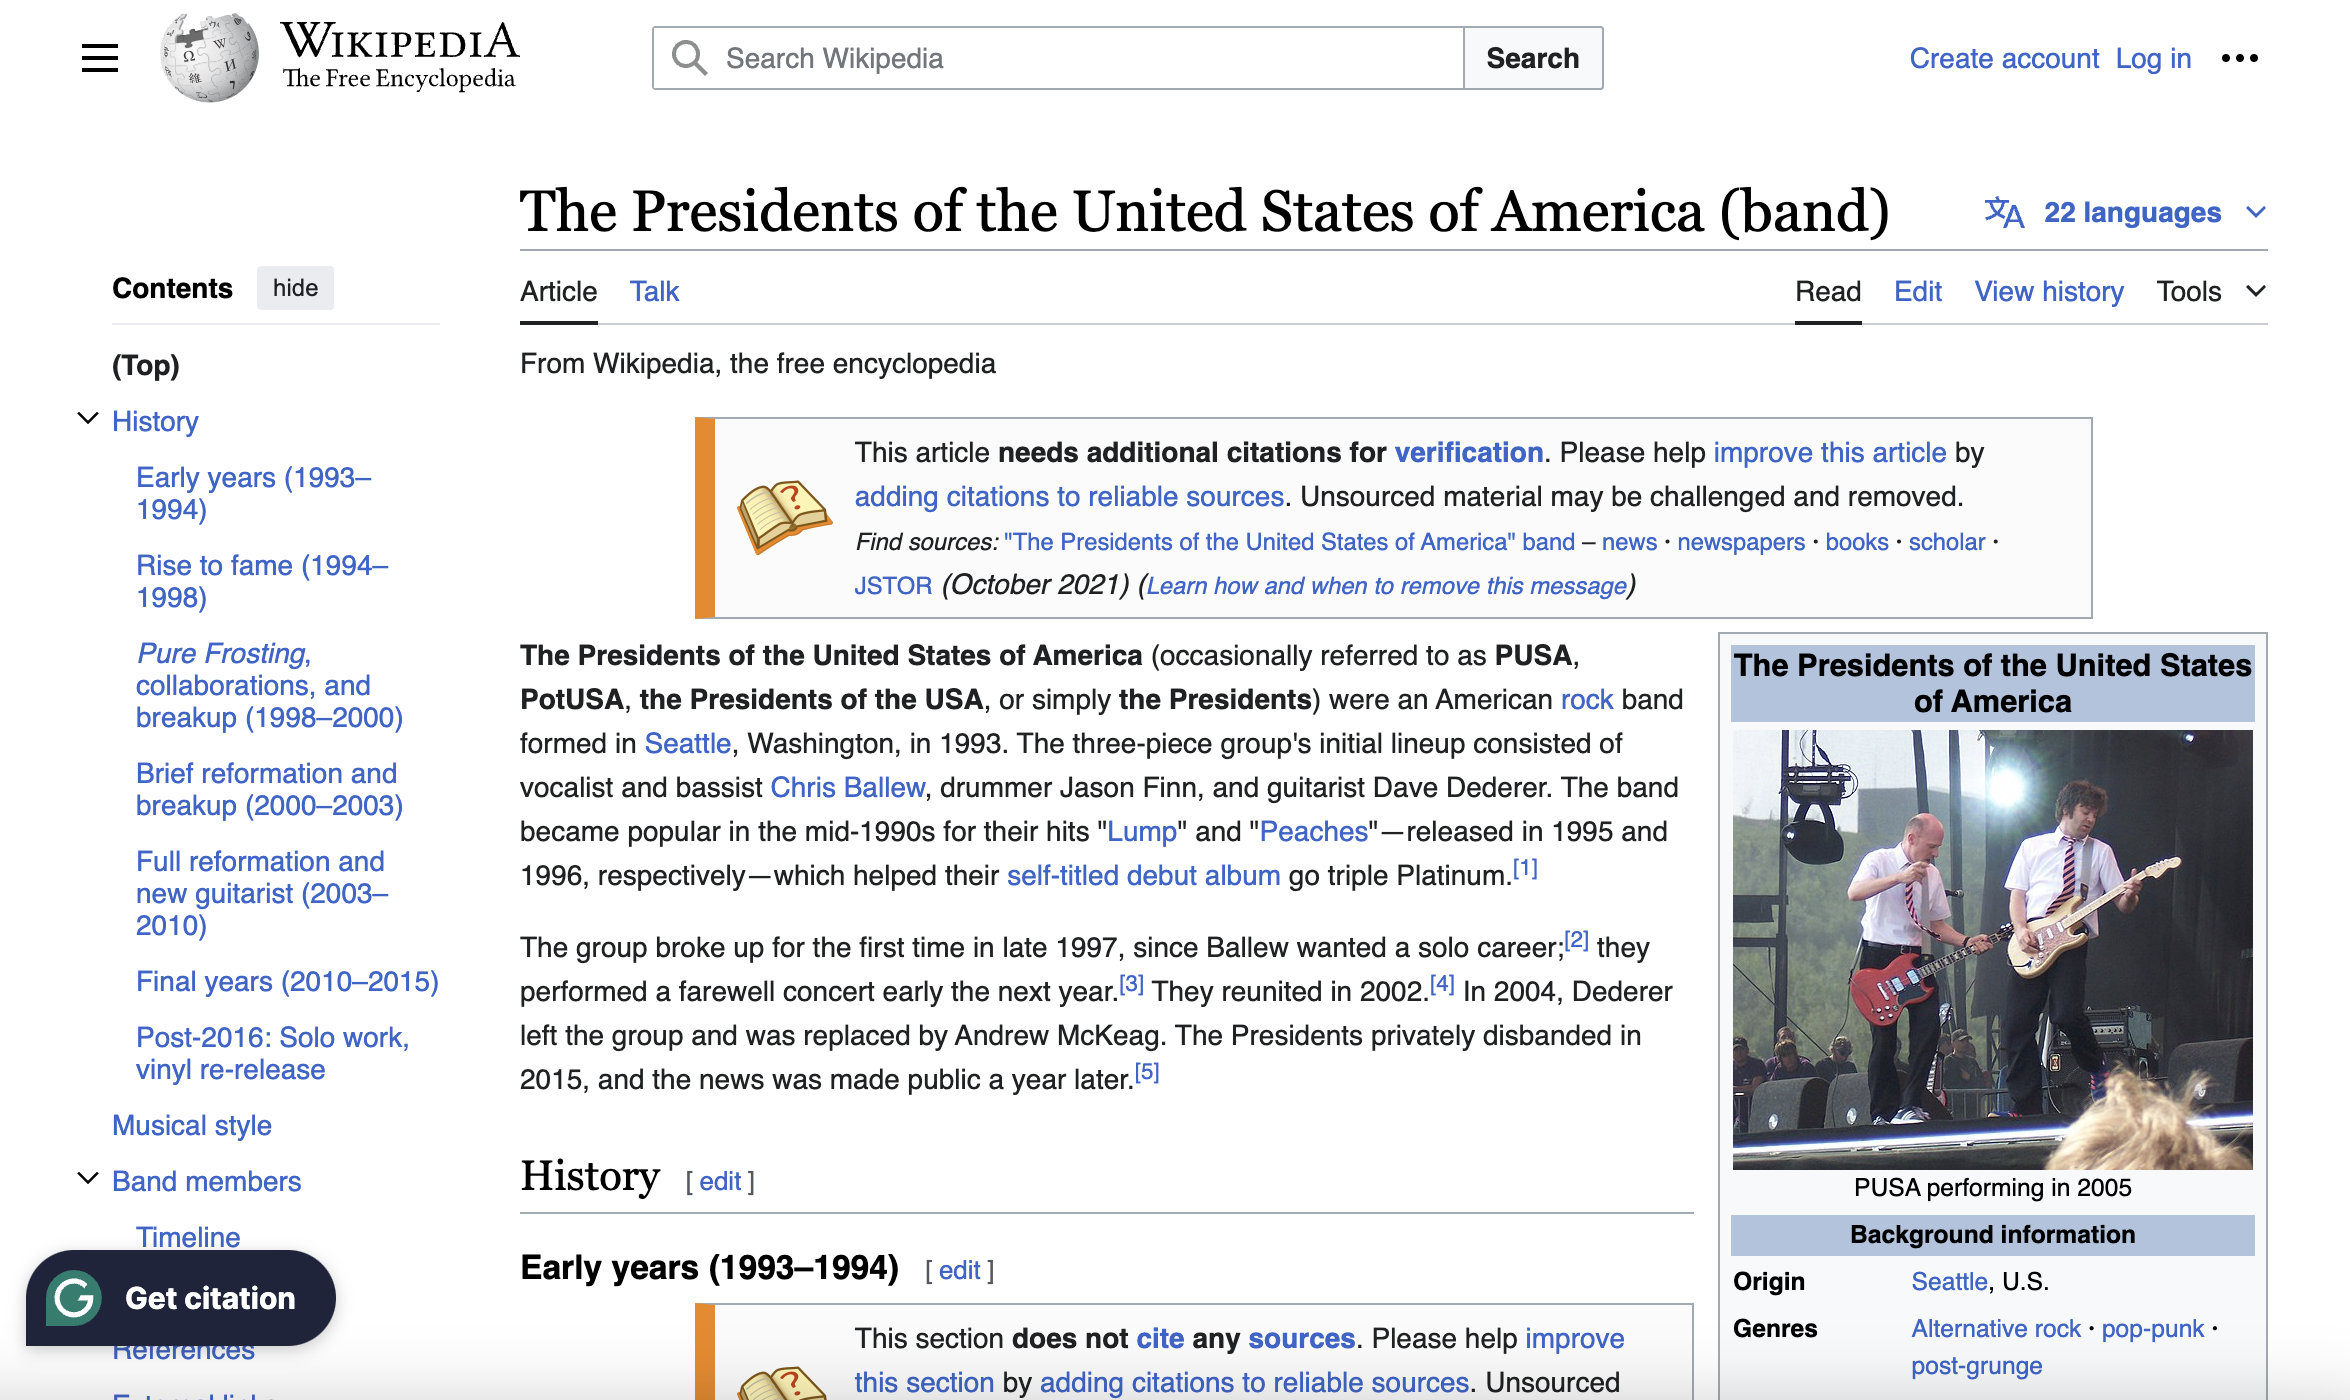 WIKIPEDIA
The Free Encyclopedia
Search Wikipedia
Search
Create account Log in
The Presidents of the United States of America (band)
22 languages
Contents hide
(Top)
History
Early years (1993–
1994)
Rise to fame (1994–
1998)
Pure Frosting,
collaborations, and
breakup (1998–2000)
Brief reformation and
breakup (2000–2003)
Full reformation and
new guitarist (2003–
2010)
Final years (2010–2015)
Post-2016: Solo work,
vinyl re-release
Musical style
Band members
Timeline
Get citation
References
External links
Article Talk
Read Edit View history Tools
From Wikipedia, the free encyclopedia
This article needs additional citations for verification. Please help improve this article by
adding citations to reliable sources. Unsourced material may be challenged and removed.
Find sources: "The Presidents of the United States of America" band – news · newspapers · books · scholar ·
JSTOR (October 2021) (Learn how and when to remove this message)
The Presidents of the United States of America (occasionally referred to as PUSA,
PotUSA, the Presidents of the USA, or simply the Presidents) were an American rock band
formed in Seattle, Washington, in 1993. The three-piece group's initial lineup consisted of
vocalist and bassist Chris Ballew, drummer Jason Finn, and guitarist Dave Dederer. The band
became popular in the mid-1990s for their hits "Lump" and "Peaches"—released in 1995 and
1996, respectively—which helped their self-titled debut album go triple Platinum.[1]
The group broke up for the first time in late 1997, since Ballew wanted a solo career;[2] they
performed a farewell concert early the next year.[3] They reunited in 2002.[4] In 2004, Dederer
left the group and was replaced by Andrew McKeag. The Presidents privately disbanded in
2015, and the news was made public a year later.[5]
History [ edit ]
Early years (1993–1994) [ edit ]
This section does not cite any sources. Please help improve
this section by adding citations to reliable sources. Unsourced
The Presidents of the United States
of America
PUSA performing in 2005
Background information
Origin Seattle, U.S.
Genres Alternative rock · pop-punk ·
post-grunge